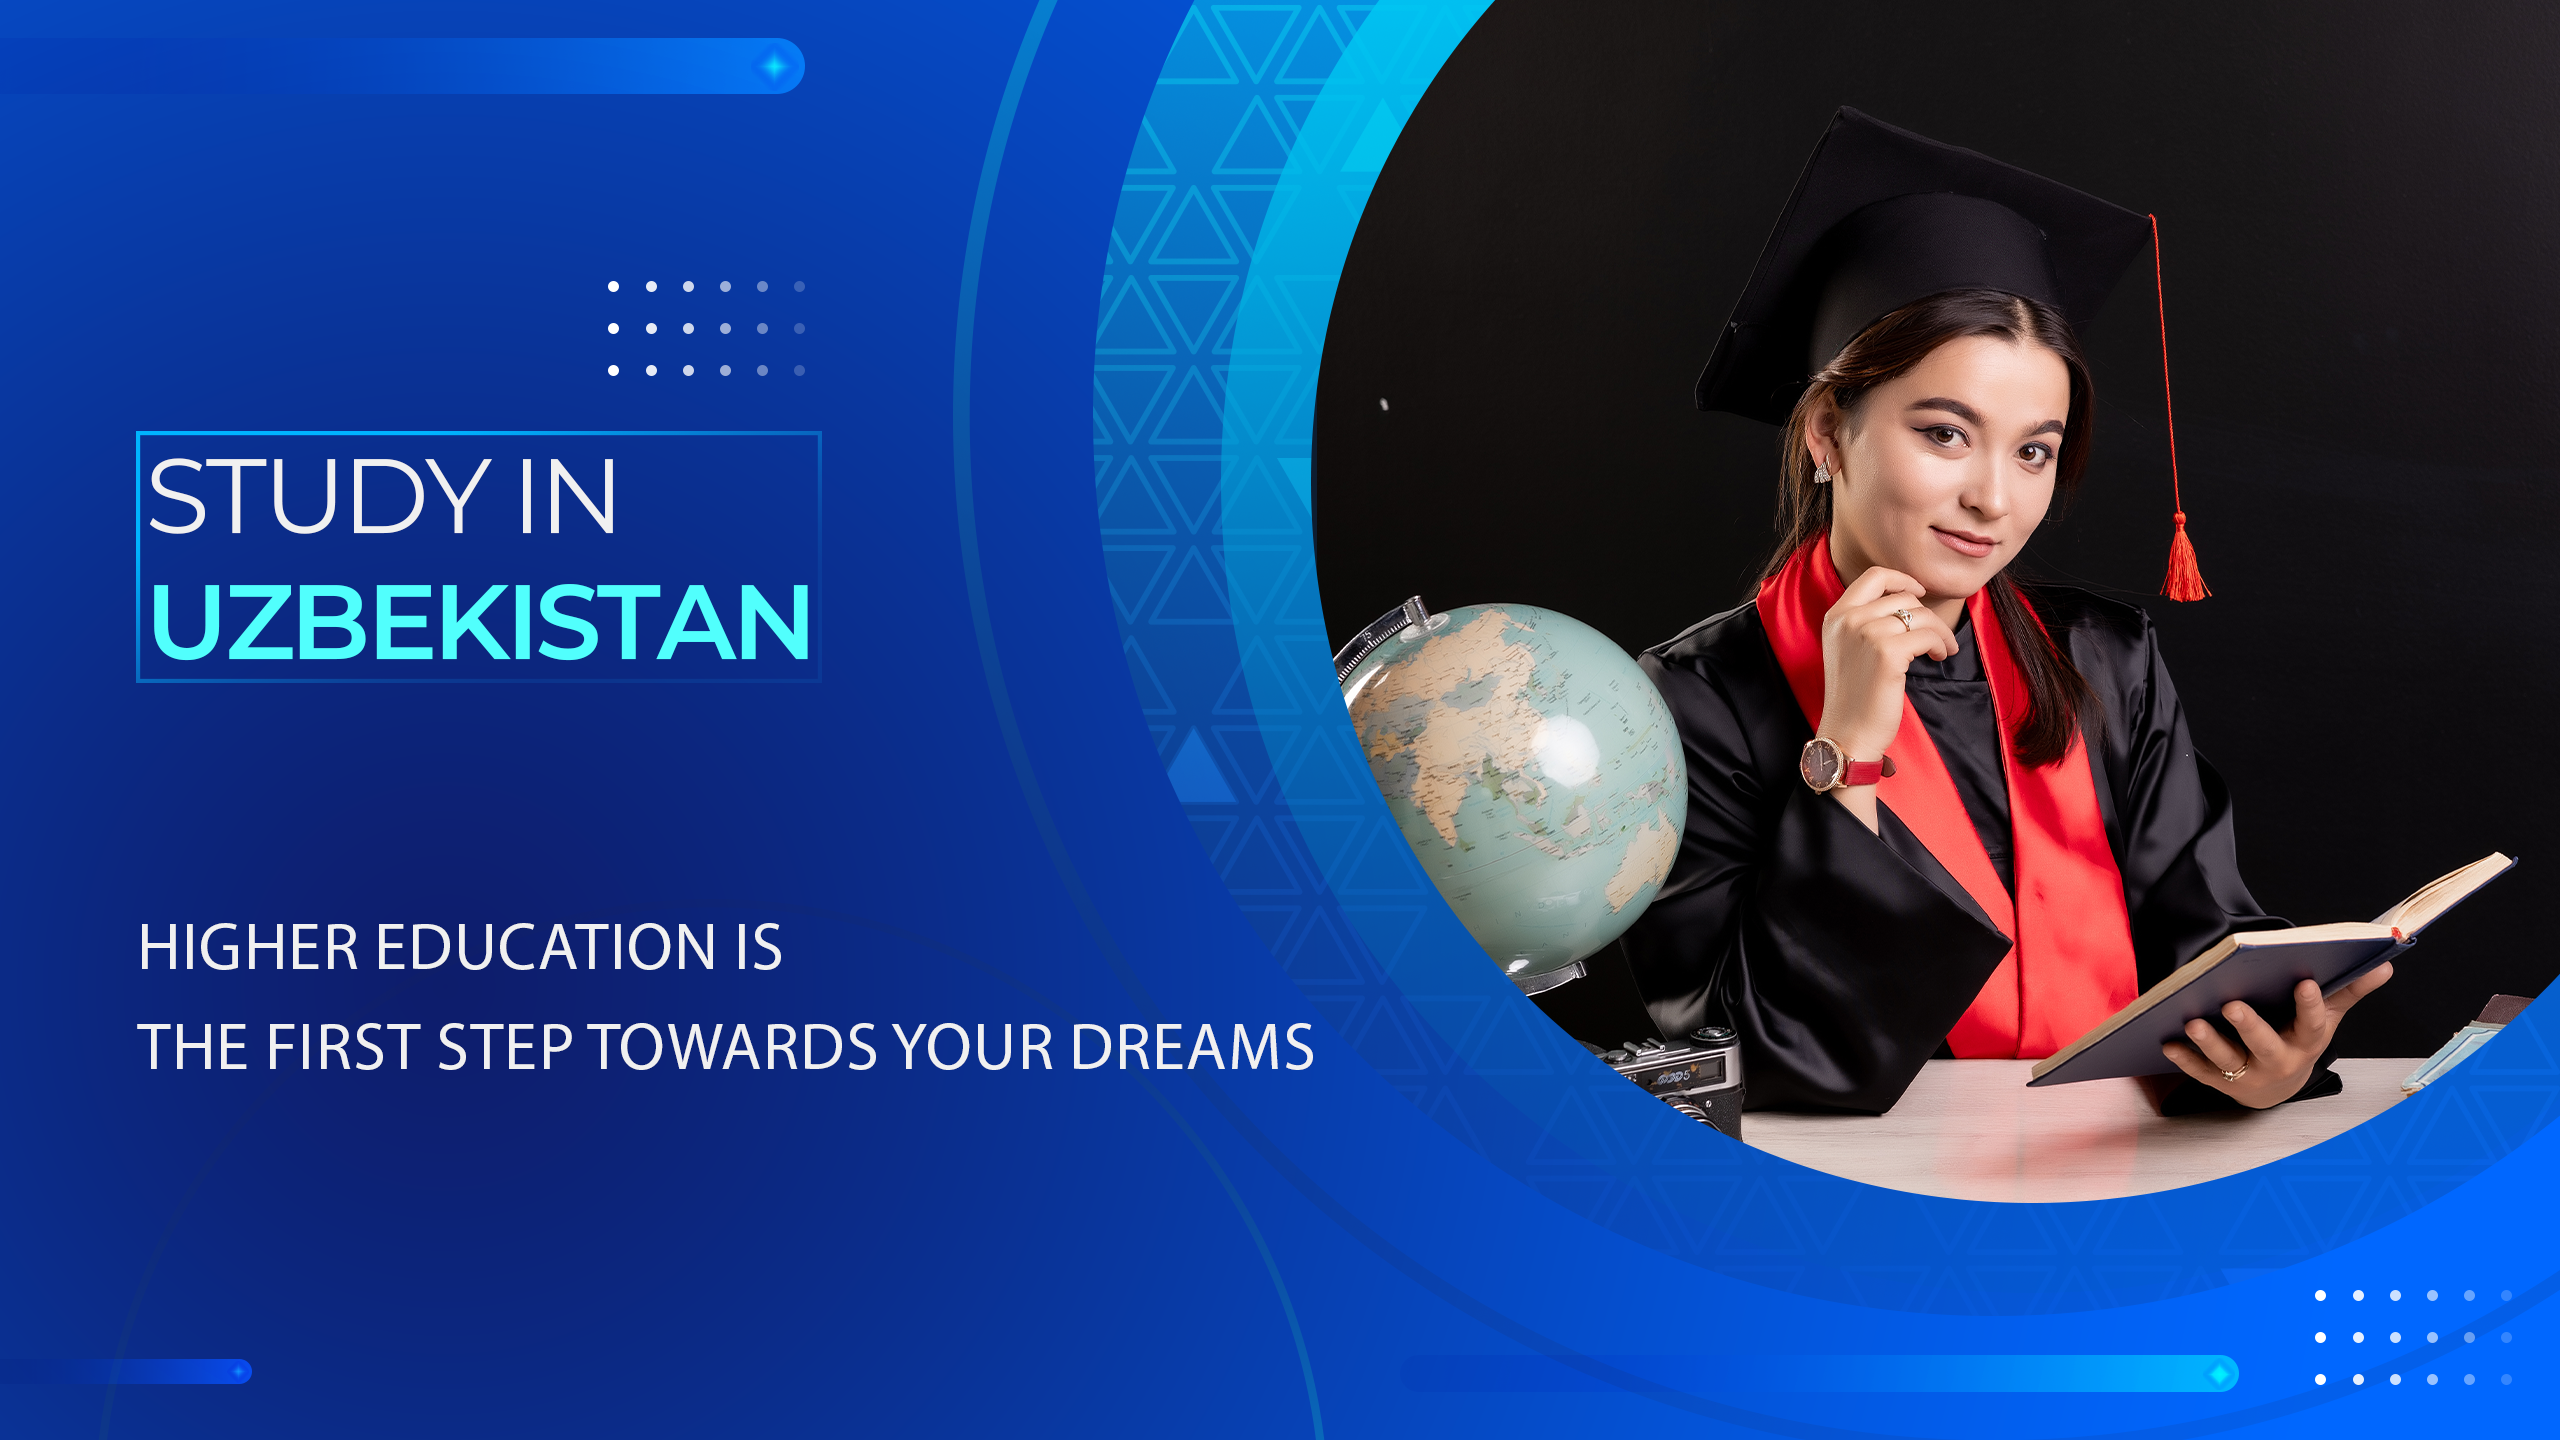 STUDY IN
UZBEKISTAN
HIGHER EDUCATION IS
THE FIRST STEP TOWARDS YOUR DREAMS